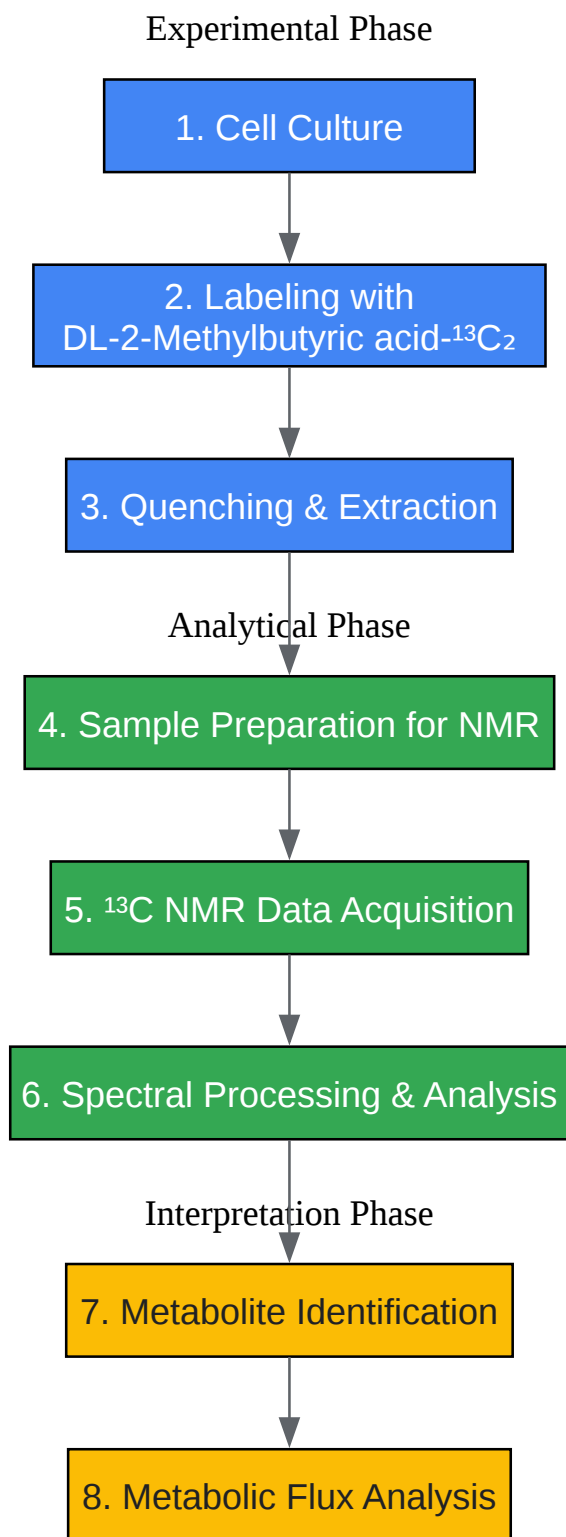 Experimental Phase
1. Cell Culture
2. Labeling with
DL-2-Methylbutyric acid-¹³C₂
3. Quenching & Extraction
Analytical Phase
4. Sample Preparation for NMR
5. ¹³C NMR Data Acquisition
6. Spectral Processing & Analysis
Interpretation Phase
7. Metabolite Identification
8. Metabolic Flux Analysis